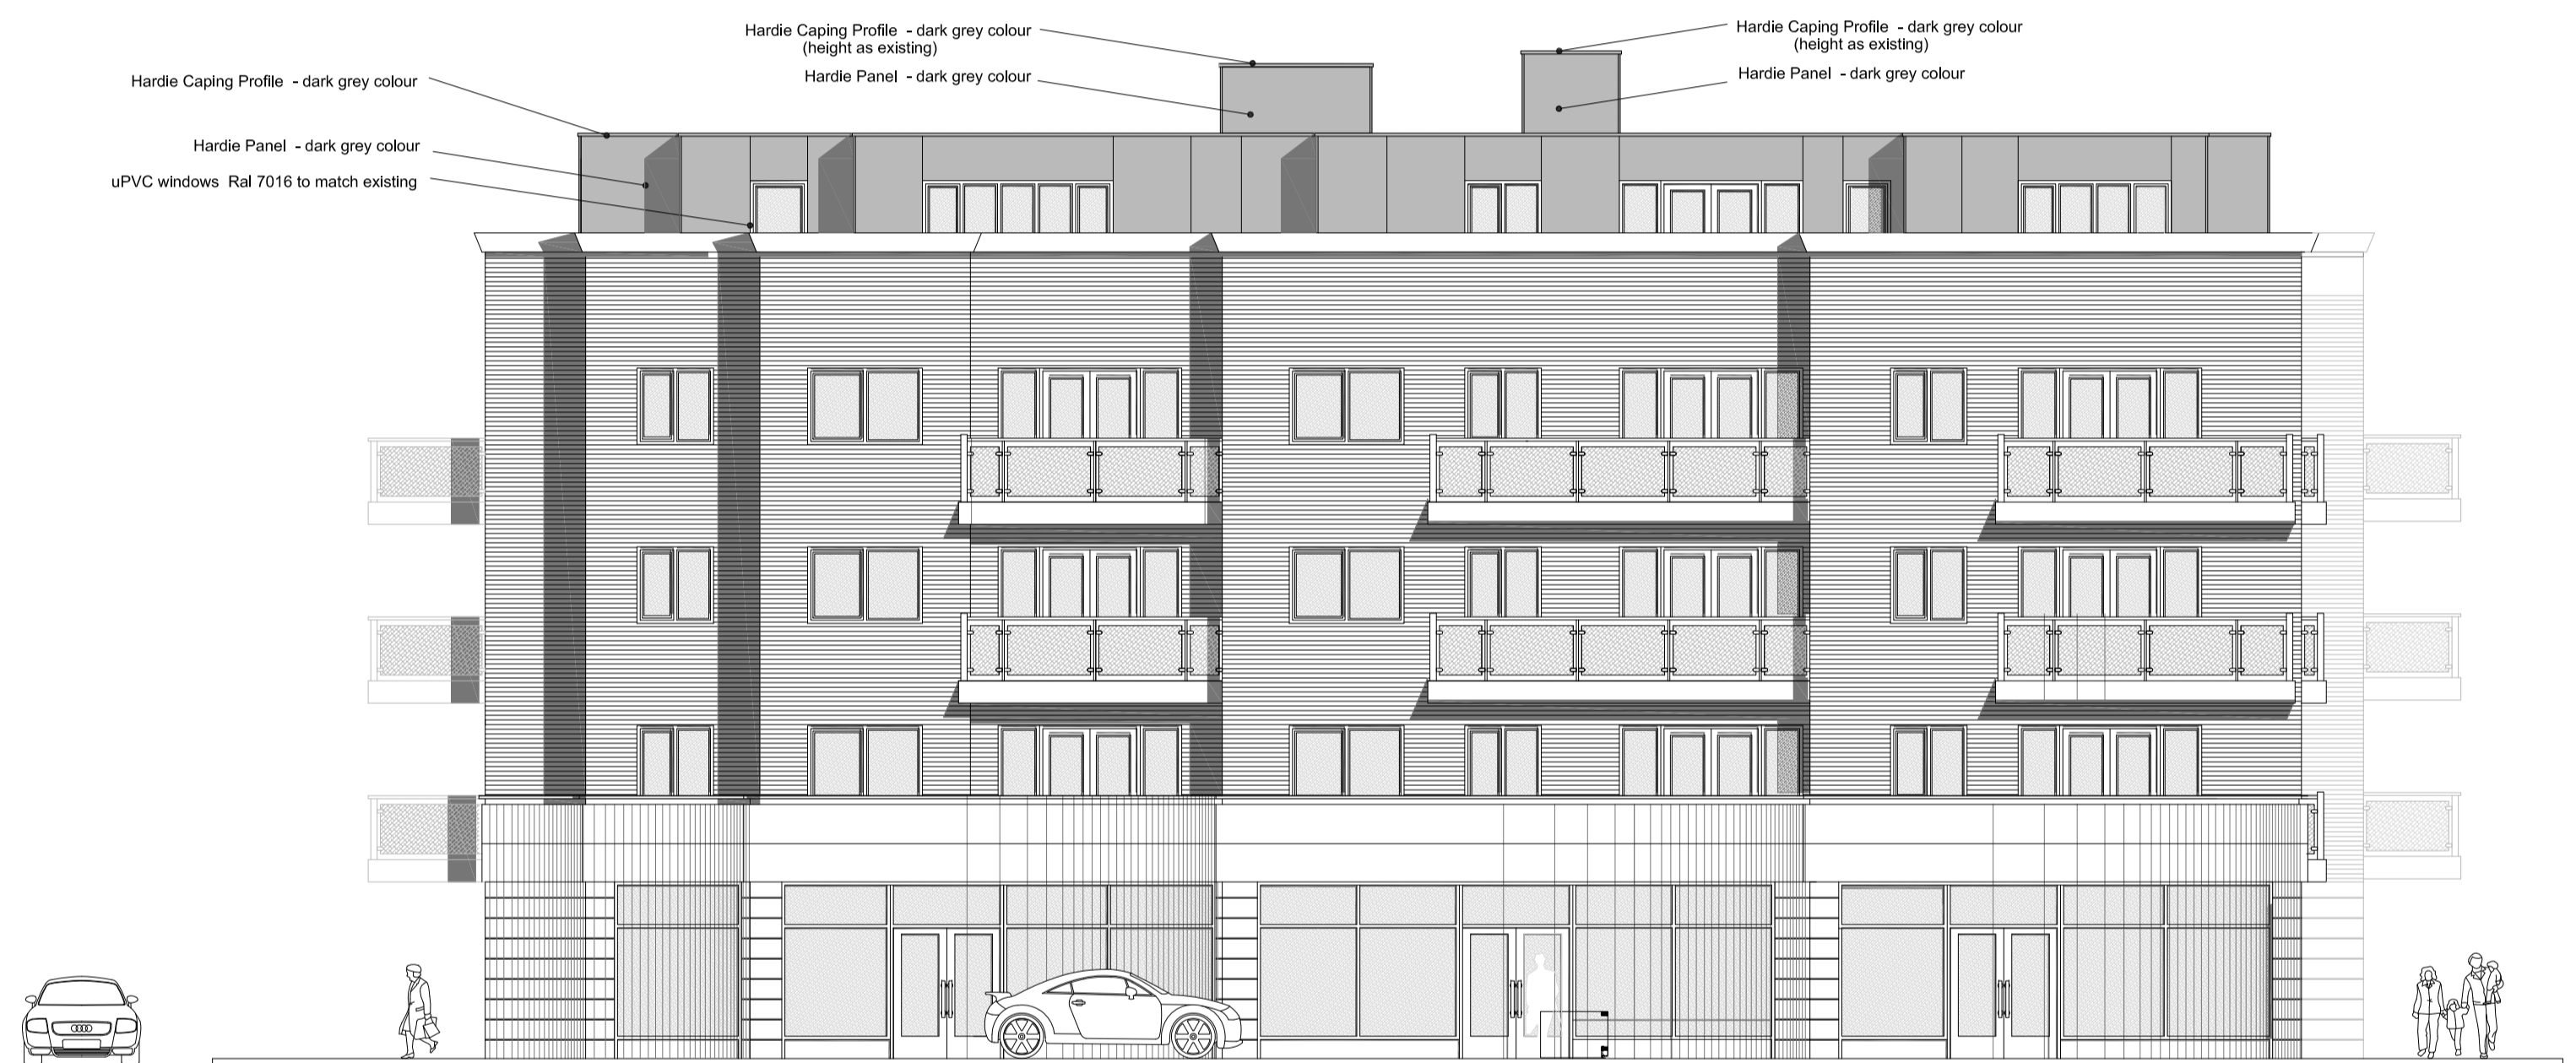 Hardie Caping Profile - dark grey colour
(height as existing)
Hardie Panel - dark grey colour
Hardie Caping Profile - dark grey colour
(height as existing)
Hardie Panel - dark grey colour
Hardie Caping Profile - dark grey colour
Hardie Panel - dark grey colour
uPVC windows Ral 7016 to match existing